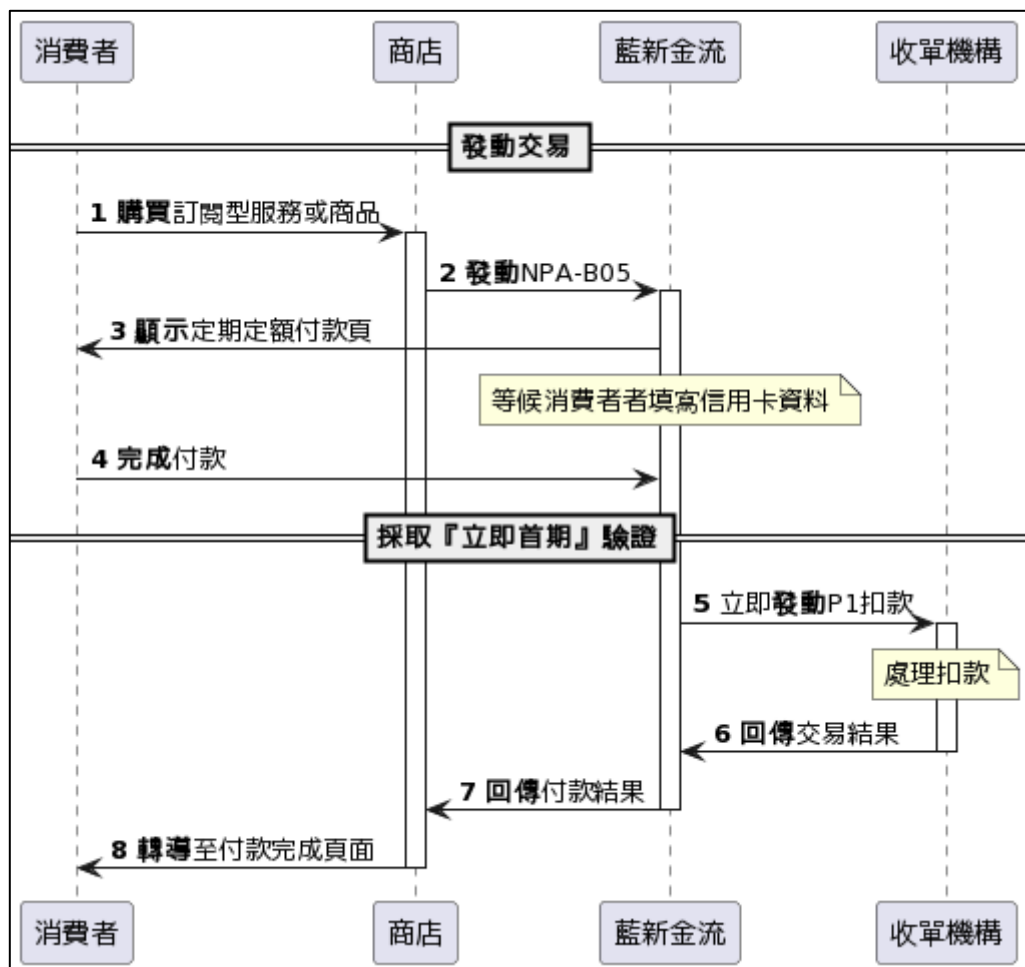 消費者 商店 藍新金流 收單機構
發動交易
1 購買訂閱型服務或商品
2 發動NPA-B05
3 顯示定期定額付款頁
等候消費者者填寫信用卡資料
4 完成付款
採取『立即首期』驗證
5 立即發動P1扣款
處理扣款
6 回傳交易結果
7 回傳付款結果
8 轉導至付款完成頁面
消費者 商店 藍新金流 收單機構